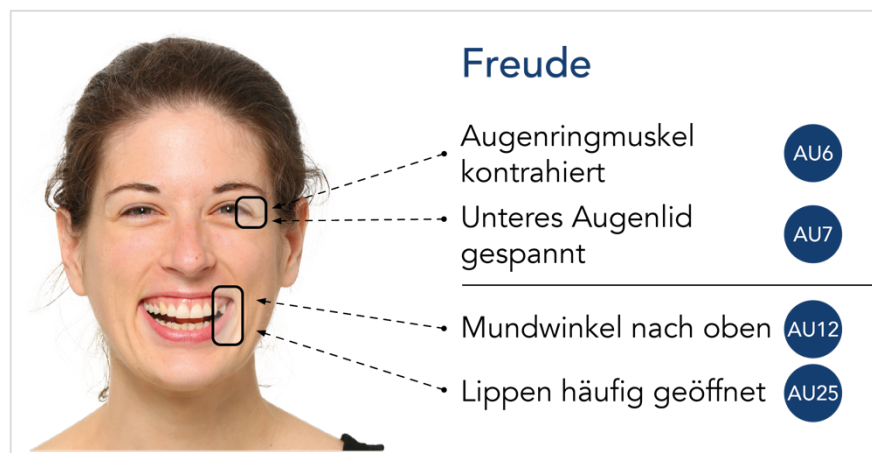 Freude
Augenringmuskel
kontrahiert
AU6
Unteres Augenlid
gespannt
AU7
Mundwinkel nach oben
AU12
Lippen häufig geöffnet
AU25